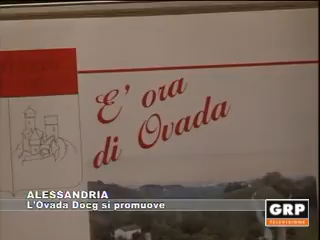 E' ora
di Ovada
ALESSANDRIA
L'Ovada Docg si promuove
GRP
TELEVISIONE